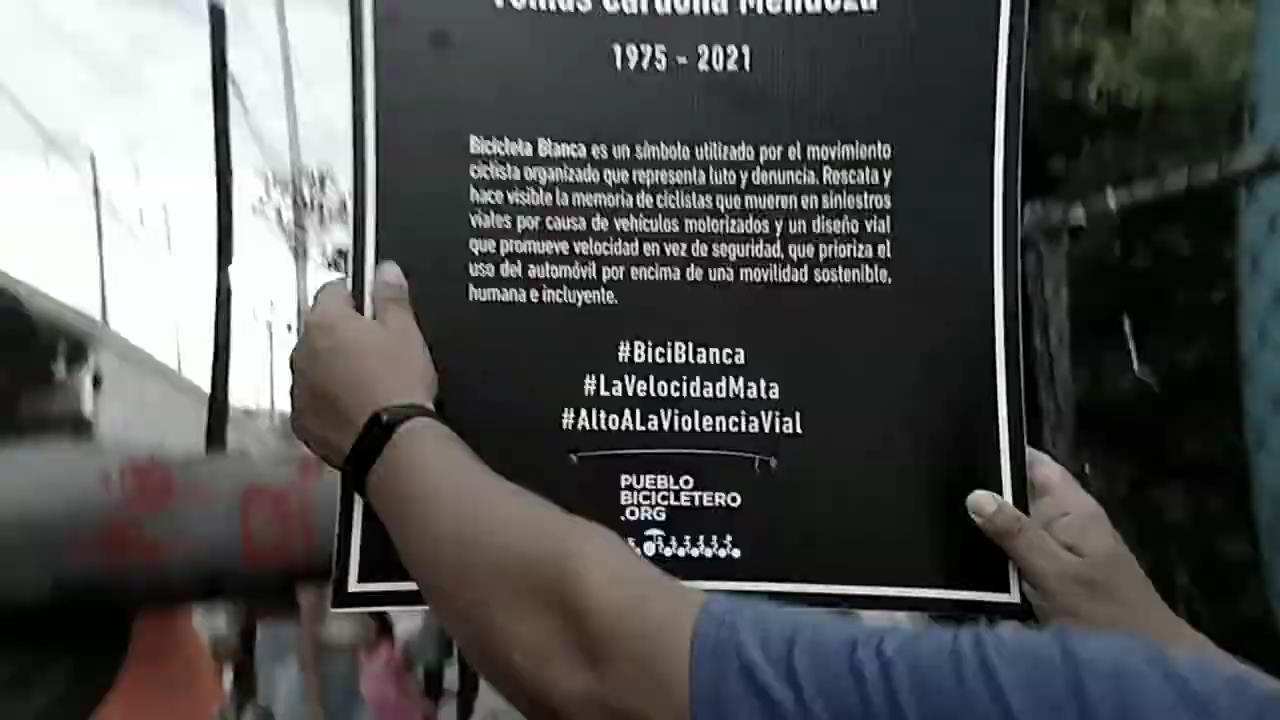 Tomás Cardona Mendoza
1975 - 2021
Bicicleta Blanca es un símbolo utilizado por el movimiento
ciclista organizado que representa luto y denuncia. Rescata y
hace visible la memoria de ciclistas que mueren en siniestros
viales por causa de vehículos motorizados y un diseño vial
que promueve velocidad en vez de seguridad, que prioriza el
uso del automóvil por encima de una movilidad sostenible,
humana e incluyente.
#BiciBlanca
#LaVelocidadMata
#AltoALaViolenciaVial
PUEBLO
BICICLETERO
.ORG